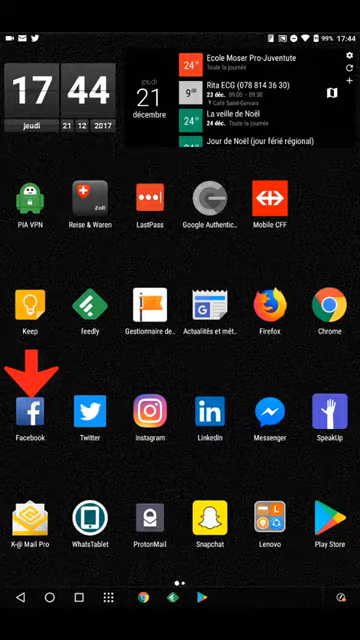 99% 17:44
17 44
jeudi 21 12 2017
jeudi
21
décembre
24
Ecole Moser Pro-Juventute
Toute la journée
9
Rita ECG (078 814 36 30)
23 déc. 09:00 - 09:30
Café Saint-Gervais
24
La veille de Noël
24 déc. Toute la journée
Jour de Noël (jour férié régional)
PIA VPN
Reise & Waren
LastPass
Google Authentic..
Mobile CFF
Keep
feedly
Gestionnaire de..
Actualités et mét..
Firefox
Chrome
Facebook
Twitter
Instagram
LinkedIn
Messenger
SpeakUp
K-@ Mail Pro
WhatsTablet
ProtonMail
Snapchat
Lenovo
Play Store